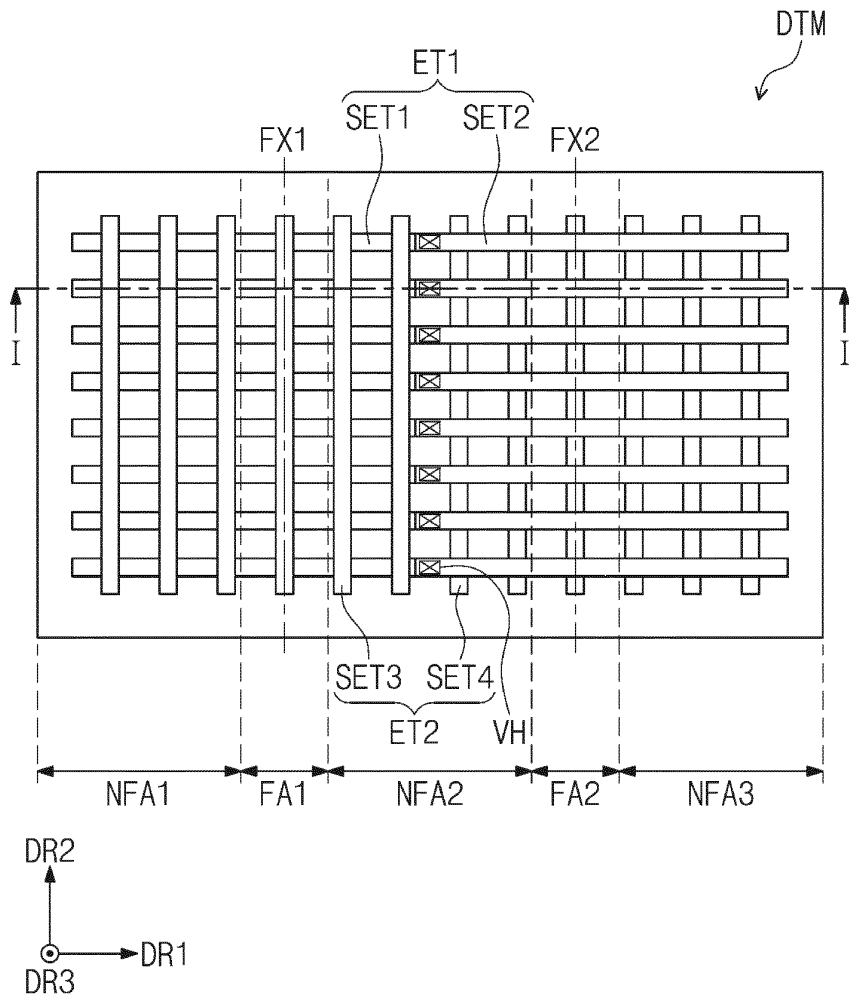 DTM
ET1
SET1 SET2
FX1 FX2
I I
SET3 SET4
ET2 VH
NFA1 FA1 NFA2 FA2 NFA3
DR2
DR1
DR3